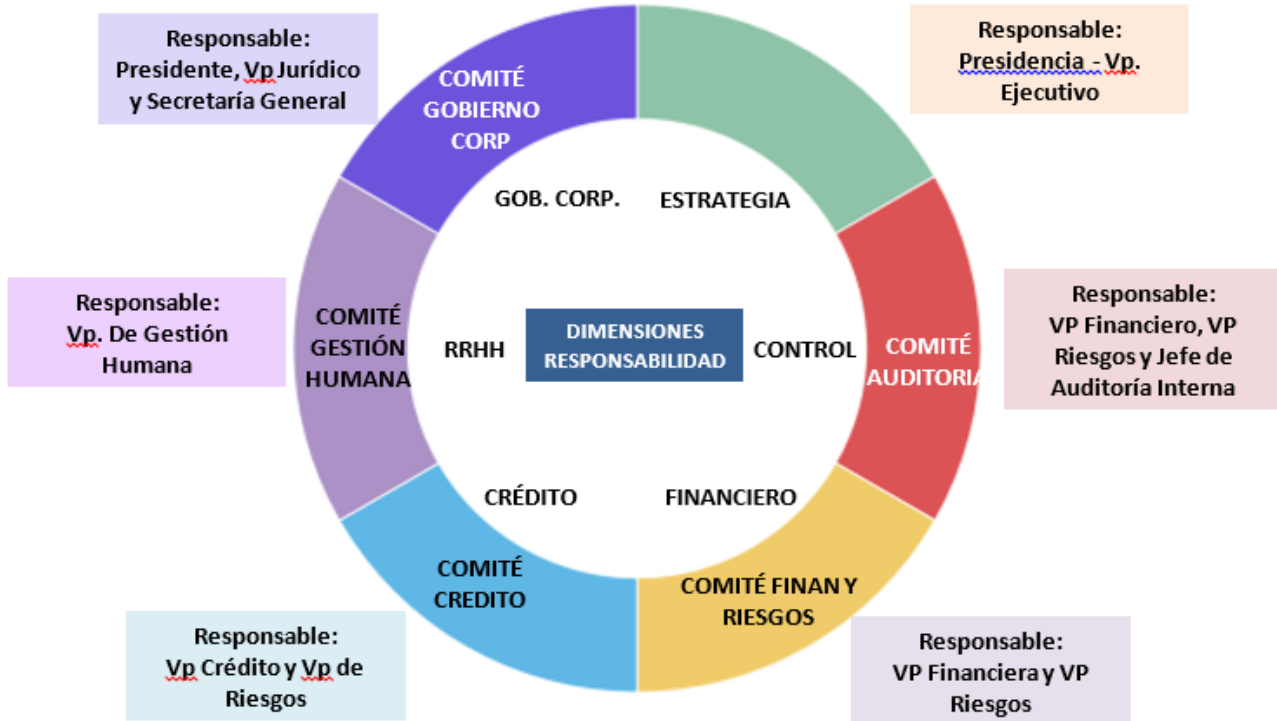 Responsable:
Presidente, Vp Jurídico
y Secretaría General
Responsable:
Presidencia - Vp.
Ejecutivo
COMITÉ
GOBIERNO
CORP
GOB. CORP.
ESTRATEGIA
Responsable:
Vp. De Gestión
Humana
COMITÉ
GESTIÓN
HUMANA
RRHH
DIMENSIONES
RESPONSABILIDAD
CONTROL
COMITÉ
AUDITORIA
Responsable:
VP Financiero, VP
Riesgos y Jefe de
Auditoría Interna
CRÉDITO
FINANCIERO
COMITÉ
CREDITO
COMITÉ FINAN Y
RIESGOS
Responsable:
Vp Crédito y Vp de
Riesgos
Responsable:
VP Financiera y VP
Riesgos